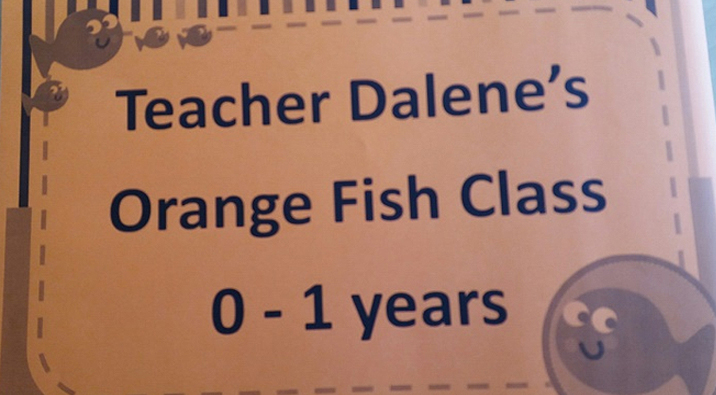 Teacher Dalene's
Orange Fish Class
0 - 1 years